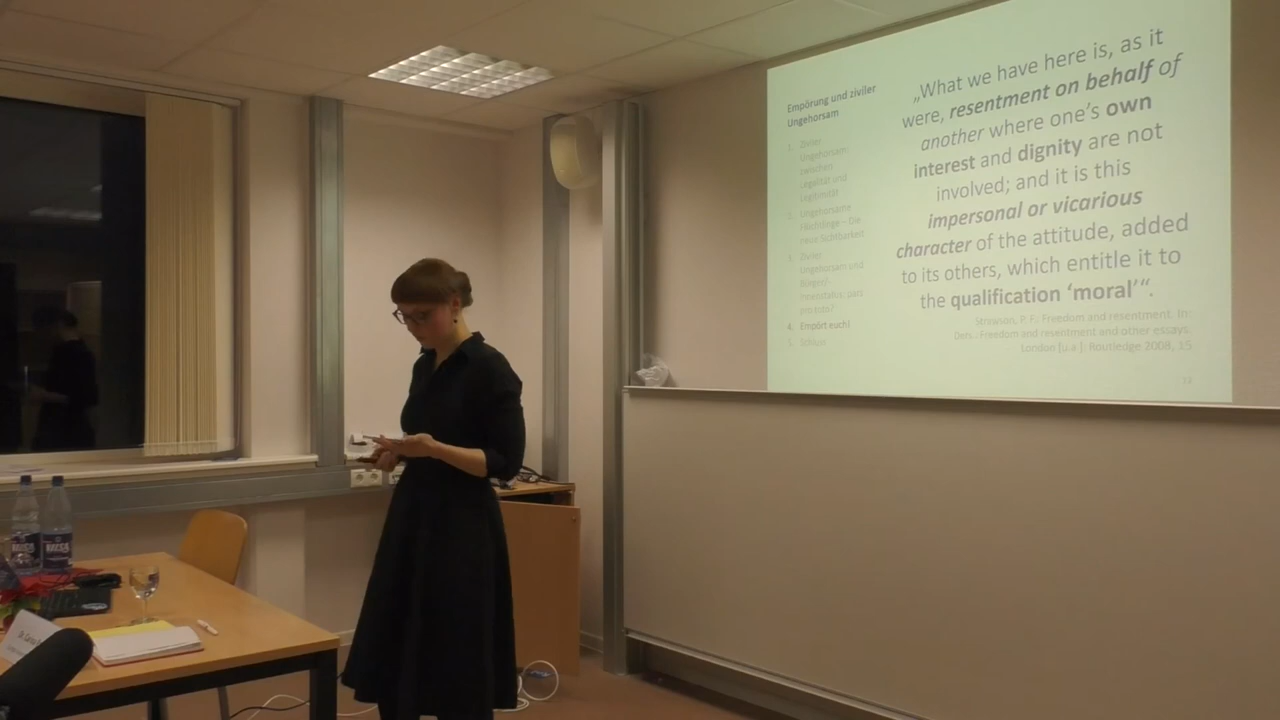 Empörung und ziviler
Ungehorsam
1. Ziviler
Ungehorsam:
zwischen
Legalität und
Legitimität
2. Ungehorsame
Flüchtlinge – Die
neue Sichtbarkeit
3. Ziviler
Ungehorsam und
Bürger/-
innenstatus:
4. Empört euch!
5. Schluss
„What we have here is, as it
were, resentment on behalf of
another where one's own
interest and dignity are not
involved; and it is this
impersonal or vicarious
character of the attitude, added
to its others, which entitle it to
the qualification 'moral'“.
Strawson, P. F.: Freedom and resentment. In:
Ders.: Freedom and resentment and other essays.
London [u.a.]: Routledge 2008, 15.
Dr.